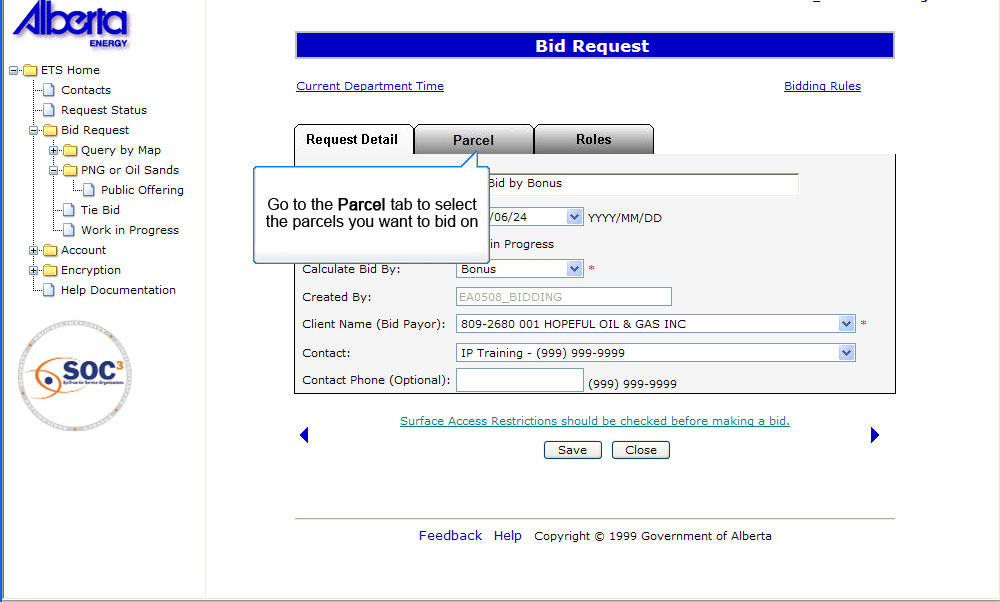 Alberta
ENERGY
ETS Home
Contacts
Request Status
Bid Request
Query by Map
PNG or Oil Sands
Public Offering
Tie Bid
Work in Progress
Account
Encryption
Help Documentation
SOC3
Bid Request
Current Department Time
Bidding Rules
Request Detail
Parcel
Roles
Go to the Parcel tab to select
the parcels you want to bid on
Bid by Bonus
/06/24
YYYY/MM/DD
in Progress
Calculate Bid By:
Bonus
*
Created By:
EA0508_BIDDING
Client Name (Bid Payor):
809-2680 001 HOPEFUL OIL & GAS INC
*
Contact:
IP Training - (999) 999-9999
Contact Phone (Optional):
(999) 999-9999
Surface Access Restrictions should be checked before making a bid.
Save
Close
Feedback
Help
Copyright © 1999 Government of Alberta